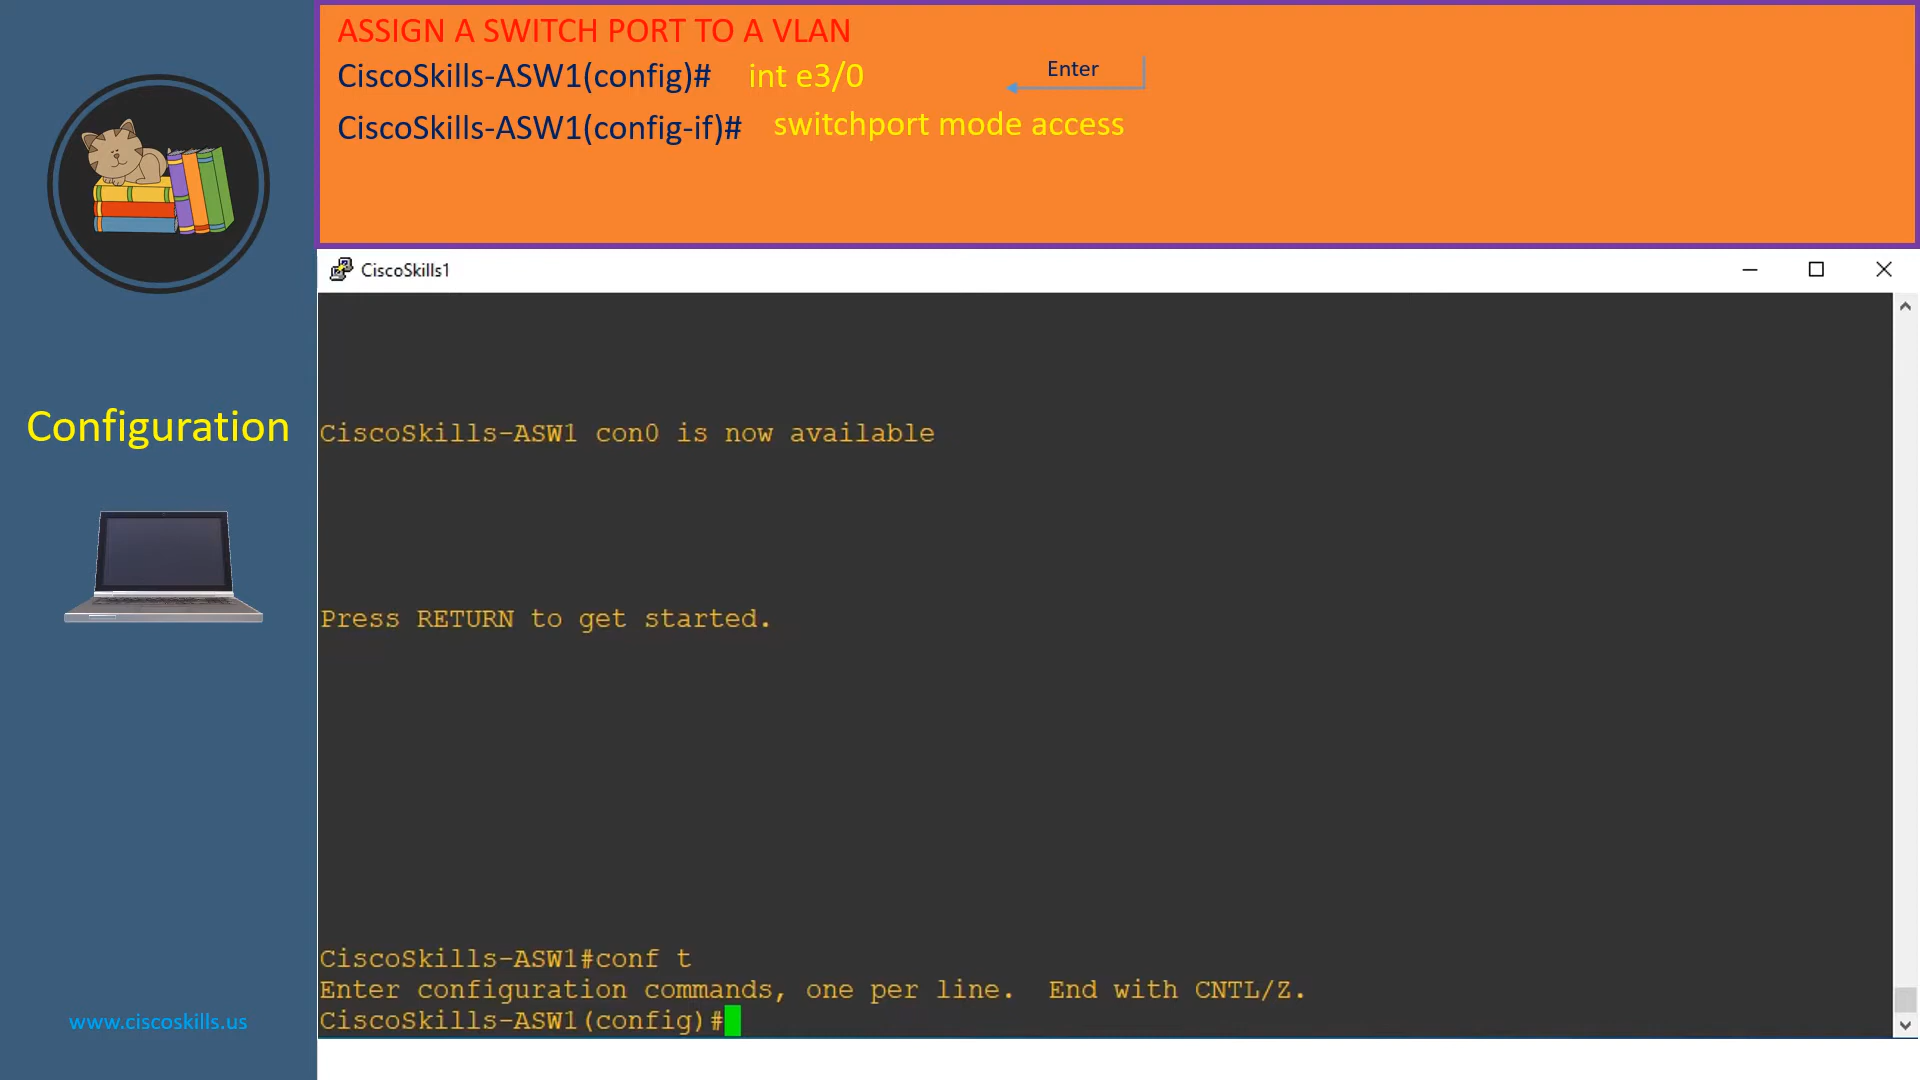 ASSIGN A SWITCH PORT TO A VLAN
CiscoSkills-ASW1(config)# int e3/0 Enter
CiscoSkills-ASW1(config-if)# switchport mode access
CiscoSkills1
Configuration
CiscoSkills-ASW1 con0 is now available
Press RETURN to get started.
CiscoSkills-ASW1#conf t
Enter configuration commands, one per line.  End with CNTL/Z.
CiscoSkills-ASW1(config)#
www.ciscoskills.us